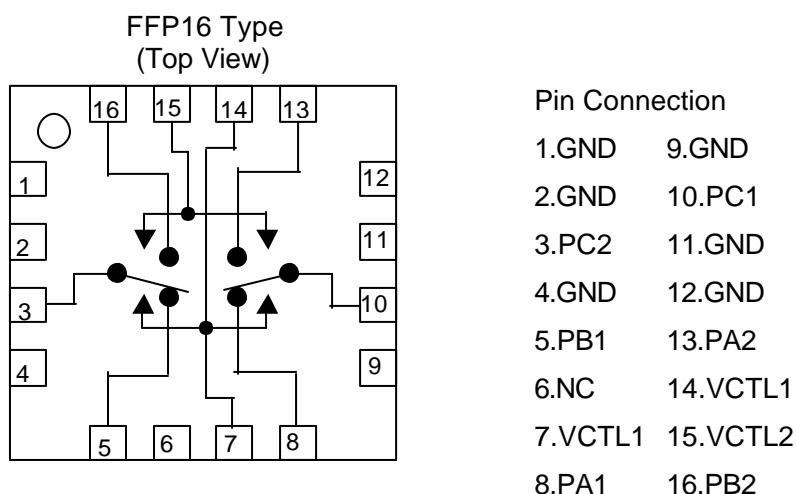 FFP16 Type
(Top View)
16 15 14 13
1
2
3
4
12
11
10
9
5 6 7 8
Pin Connection
1.GND 9.GND
2.GND 10.PC1
3.PC2 11.GND
4.GND 12.GND
5.PB1 13.PA2
6.NC 14.VCTL1
7.VCTL1 15.VCTL2
8.PA1 16.PB2